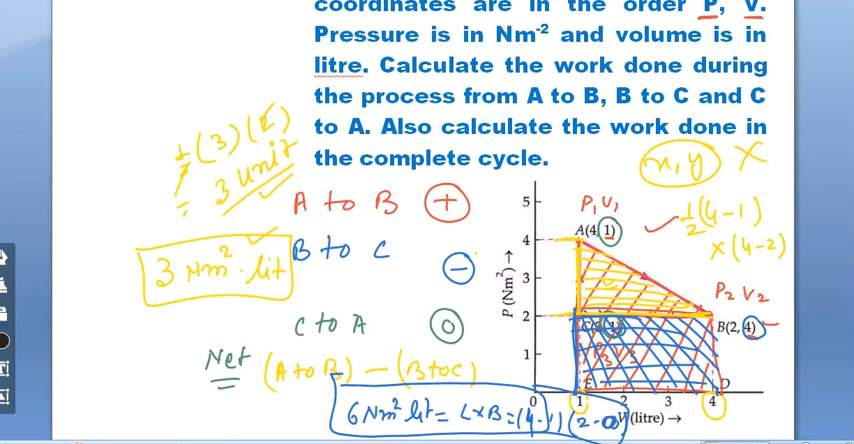 coordinates are in the order P, V.
Pressure is in Nm-2 and volume is in
litre. Calculate the work done during
the process from A to B, B to C and C
to A. Also calculate the work done in
the complete cycle.
1/2 (3)(2)
= 3 unit
3 Nm-2 . lit
A to B +
B to C -
C to A 0
Net (A to B) - (B to C)
6 Nm-2 lit = L x B = (4-1)(2-0)
(x, y) X
1/2 (4-1)
x (4-2)
P1 V1
A(4, 1)
P2 V2
B(2, 4)
P (Nm-2) →
5
4
3
2
1
0 1 2 3 4
E D
V (litre) →